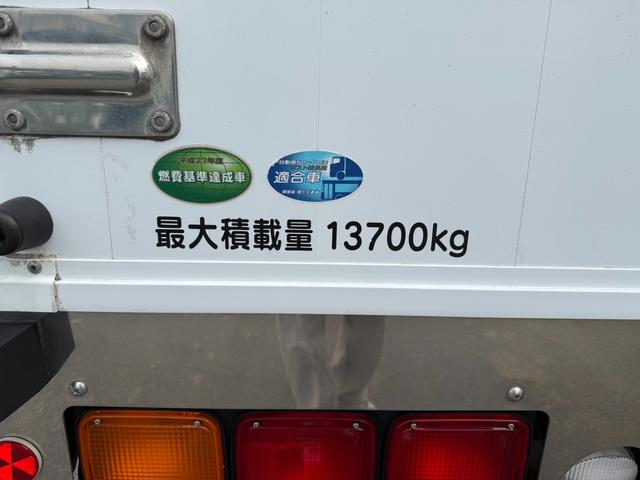 平成27年度
燃費基準達成車
適合車
最大積載量 13700kg